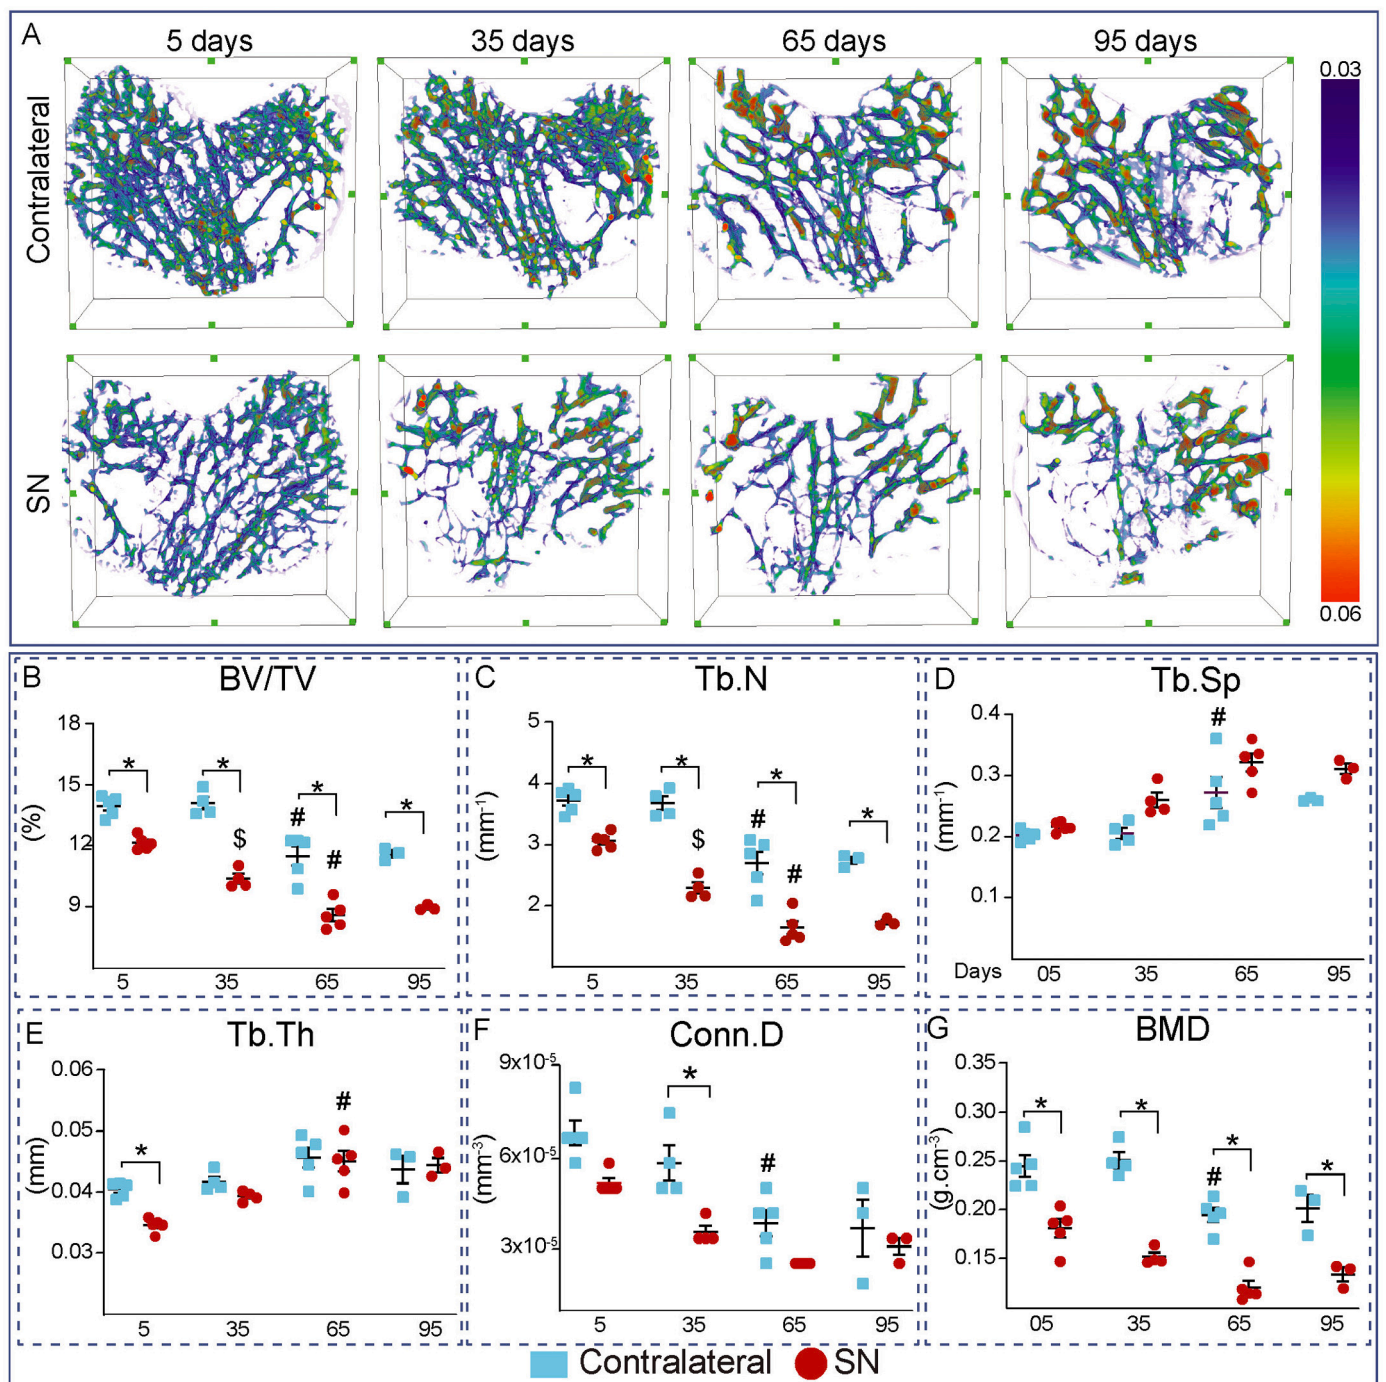 A
5 days 35 days 65 days 95 days
Contralateral
SN
0.03
0.06
B BV/TV
18
15
12
9
(%)
* * * *
$ # #
5 35 65 95
C Tb.N
5
4
3
2
(mm⁻¹)
* * * *
$ # #
5 35 65 95
D Tb.Sp
0.4
0.3
0.2
0.1
(mm⁻¹)
#
Days 05 35 65 95
E Tb.Th
0.06
0.05
0.04
0.03
(mm)
* #
5 35 65 95
F Conn.D
9x10⁻⁵
6x10⁻⁵
3x10⁻⁵
(mm⁻³)
* #
5 35 65 95
G BMD
0.35
0.30
0.25
0.20
0.15
(g.cm⁻³)
* * * *
#
05 35 65 95
Contralateral SN